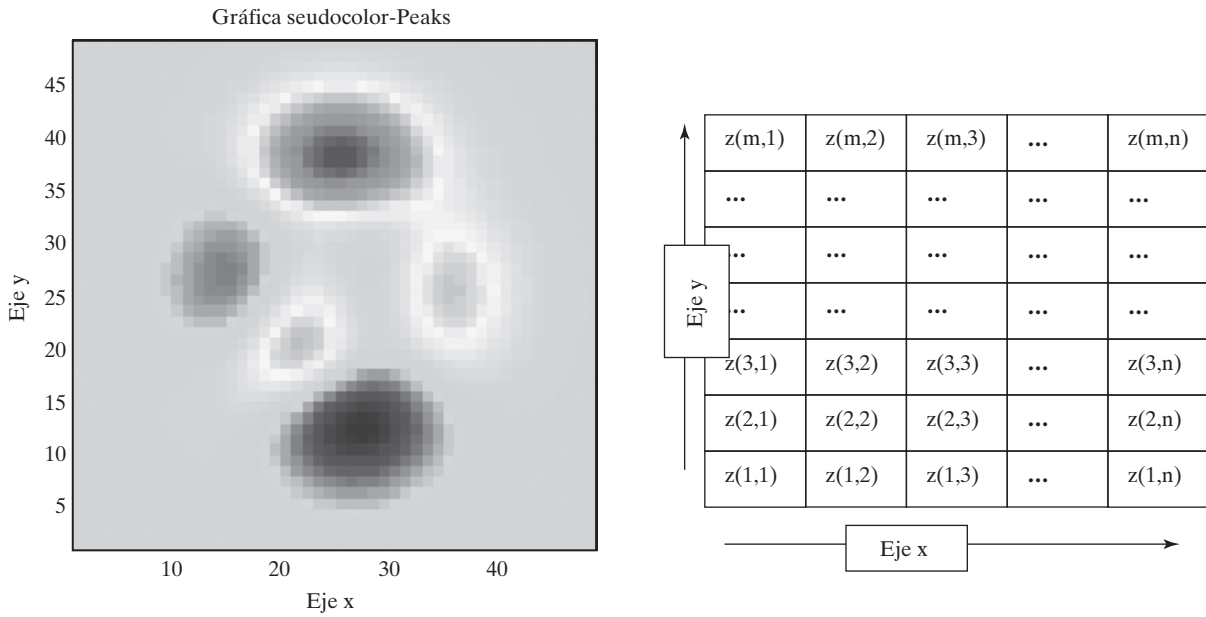 Gráfica seudocolor-Peaks
45
40
35
30
25
20
15
10
5
Eje y
10 20 30 40
Eje x
z(m,1) z(m,2) z(m,3) ... z(m,n)
... ... ... ... ...
... ... ... ... ...
... ... ... ... ...
z(3,1) z(3,2) z(3,3) ... z(3,n)
z(2,1) z(2,2) z(2,3) ... z(2,n)
z(1,1) z(1,2) z(1,3) ... z(1,n)
Eje y
Eje x